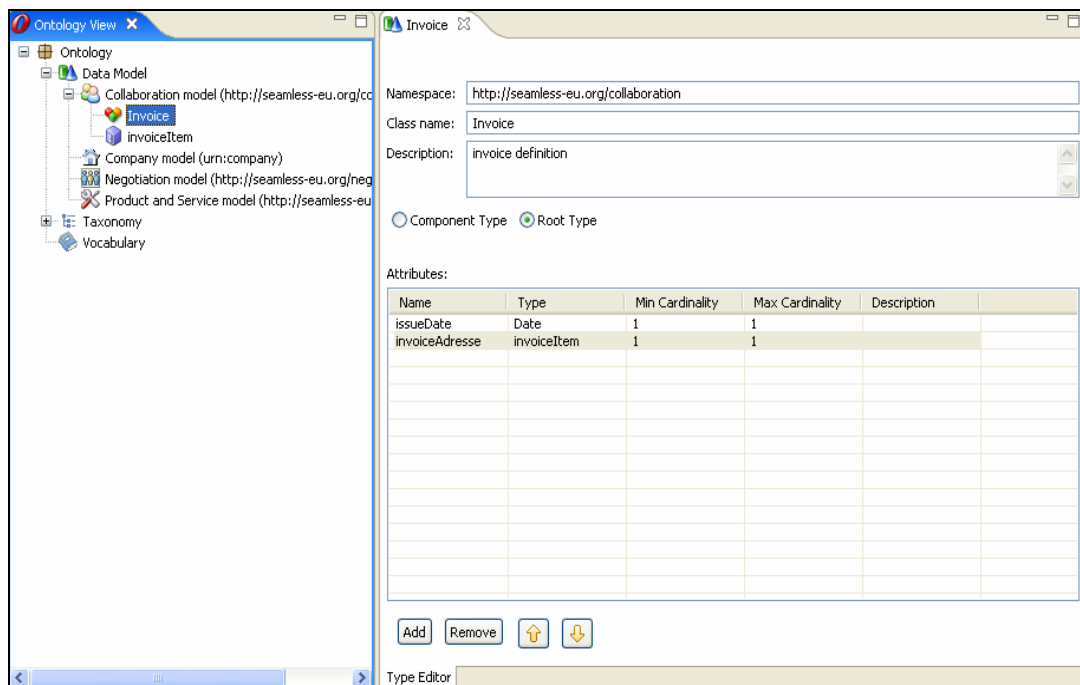 Ontology View
Ontology
Data Model
Collaboration model (http://seamless-eu.org/co
Invoice
invoiceItem
Company model (urn:company)
Negotiation model (http://seamless-eu.org/neg
Product and Service model (http://seamless-eu
Taxonomy
Vocabulary
Invoice
Namespace: http://seamless-eu.org/collaboration
Class name: Invoice
Description: invoice definition
Component Type Root Type
Attributes:
Name Type Min Cardinality Max Cardinality Description
issueDate Date 1 1
invoiceAdresse invoiceItem 1 1
Add Remove
Type Editor